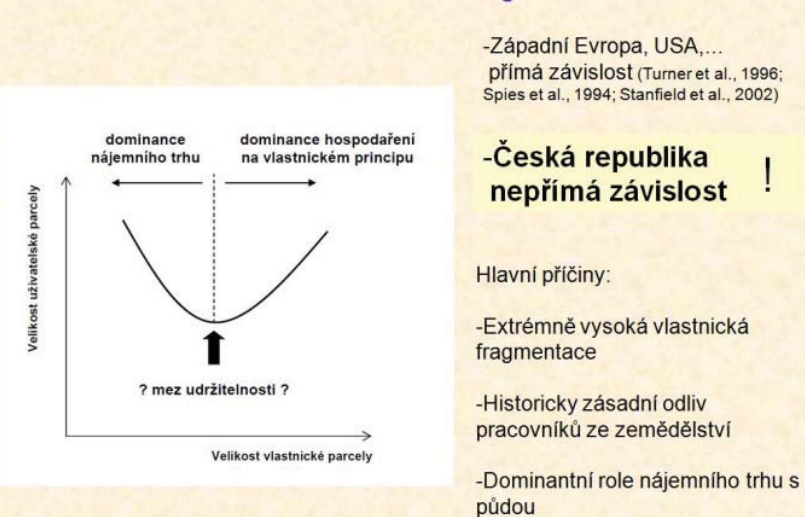 -Západní Evropa, USA,...
přímá závislost (Turner et al., 1996;
Spies et al., 1994; Stanfield et al., 2002)
-Česká republika
nepřímá závislost !
Hlavní příčiny:
-Extrémně vysoká vlastnická
fragmentace
-Historicky zásadní odliv
pracovníků ze zemědělství
-Dominantní role nájemního trhu s
půdou
dominance
nájemního trhu
dominance hospodaření
na vlastnickém principu
Velikost uživatelské parcely
? mez udržitelnosti ?
Velikost vlastnické parcely